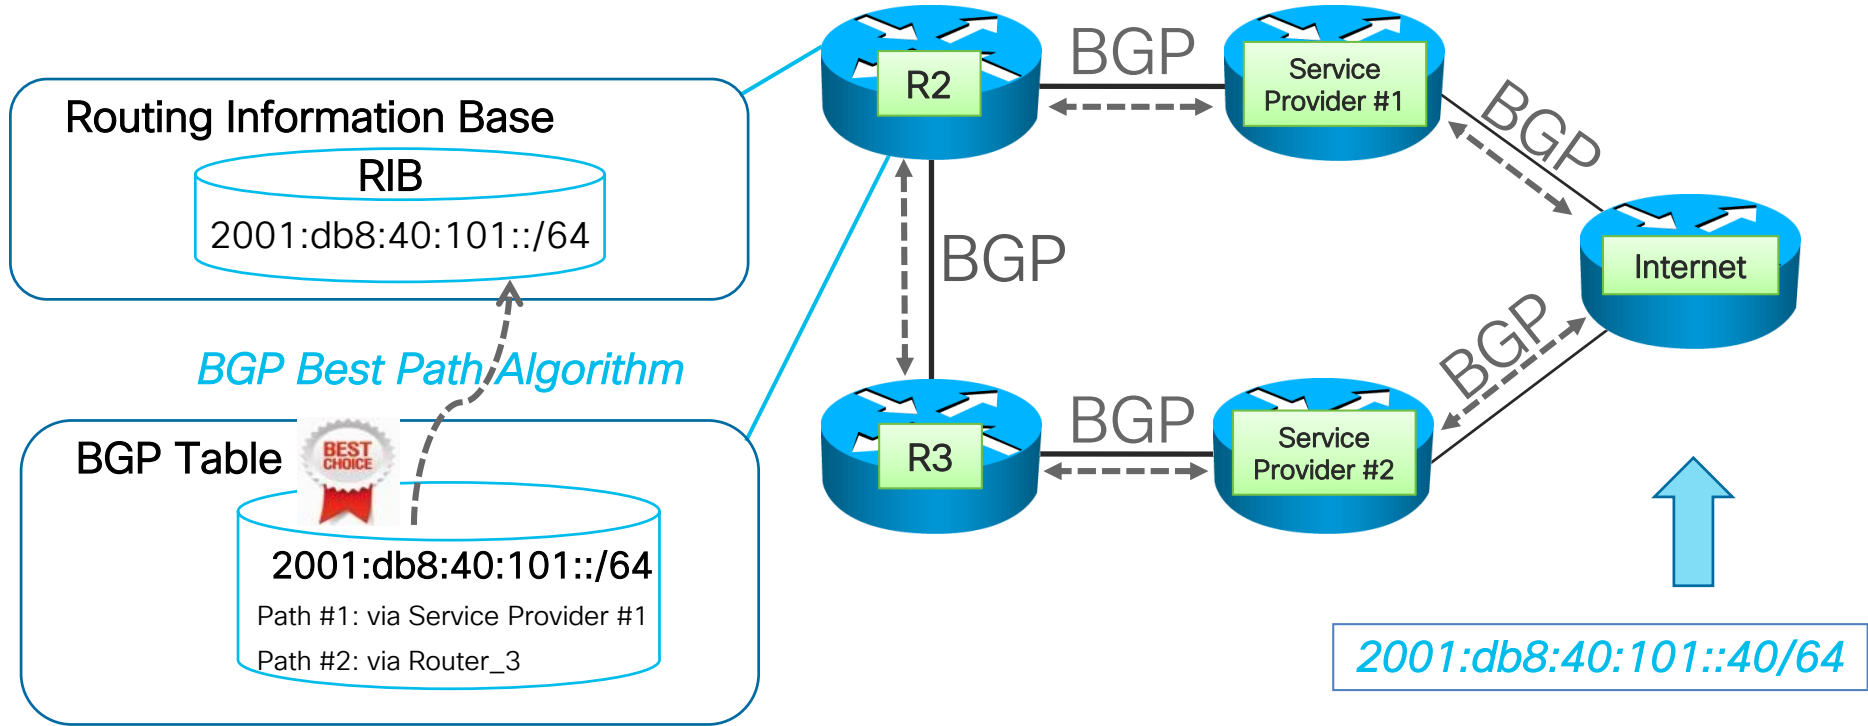 Routing Information Base
RIB
2001:db8:40:101::/64
BGP Best Path Algorithm
BGP Table
BEST
CHOICE
2001:db8:40:101::/64
Path #1: via Service Provider #1
Path #2: via Router_3
R2
BGP
Service
Provider #1
BGP
BGP
Internet
BGP
R3
BGP
Service
Provider #2
2001:db8:40:101::40/64